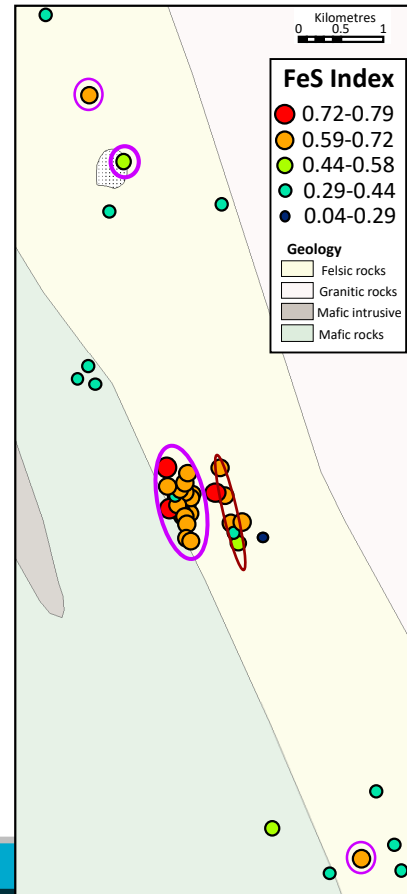 Kilometres
0 0.5 1
FeS Index
0.72-0.79
0.59-0.72
0.44-0.58
0.29-0.44
0.04-0.29
Geology
Felsic rocks
Granitic rocks
Mafic intrusive
Mafic rocks